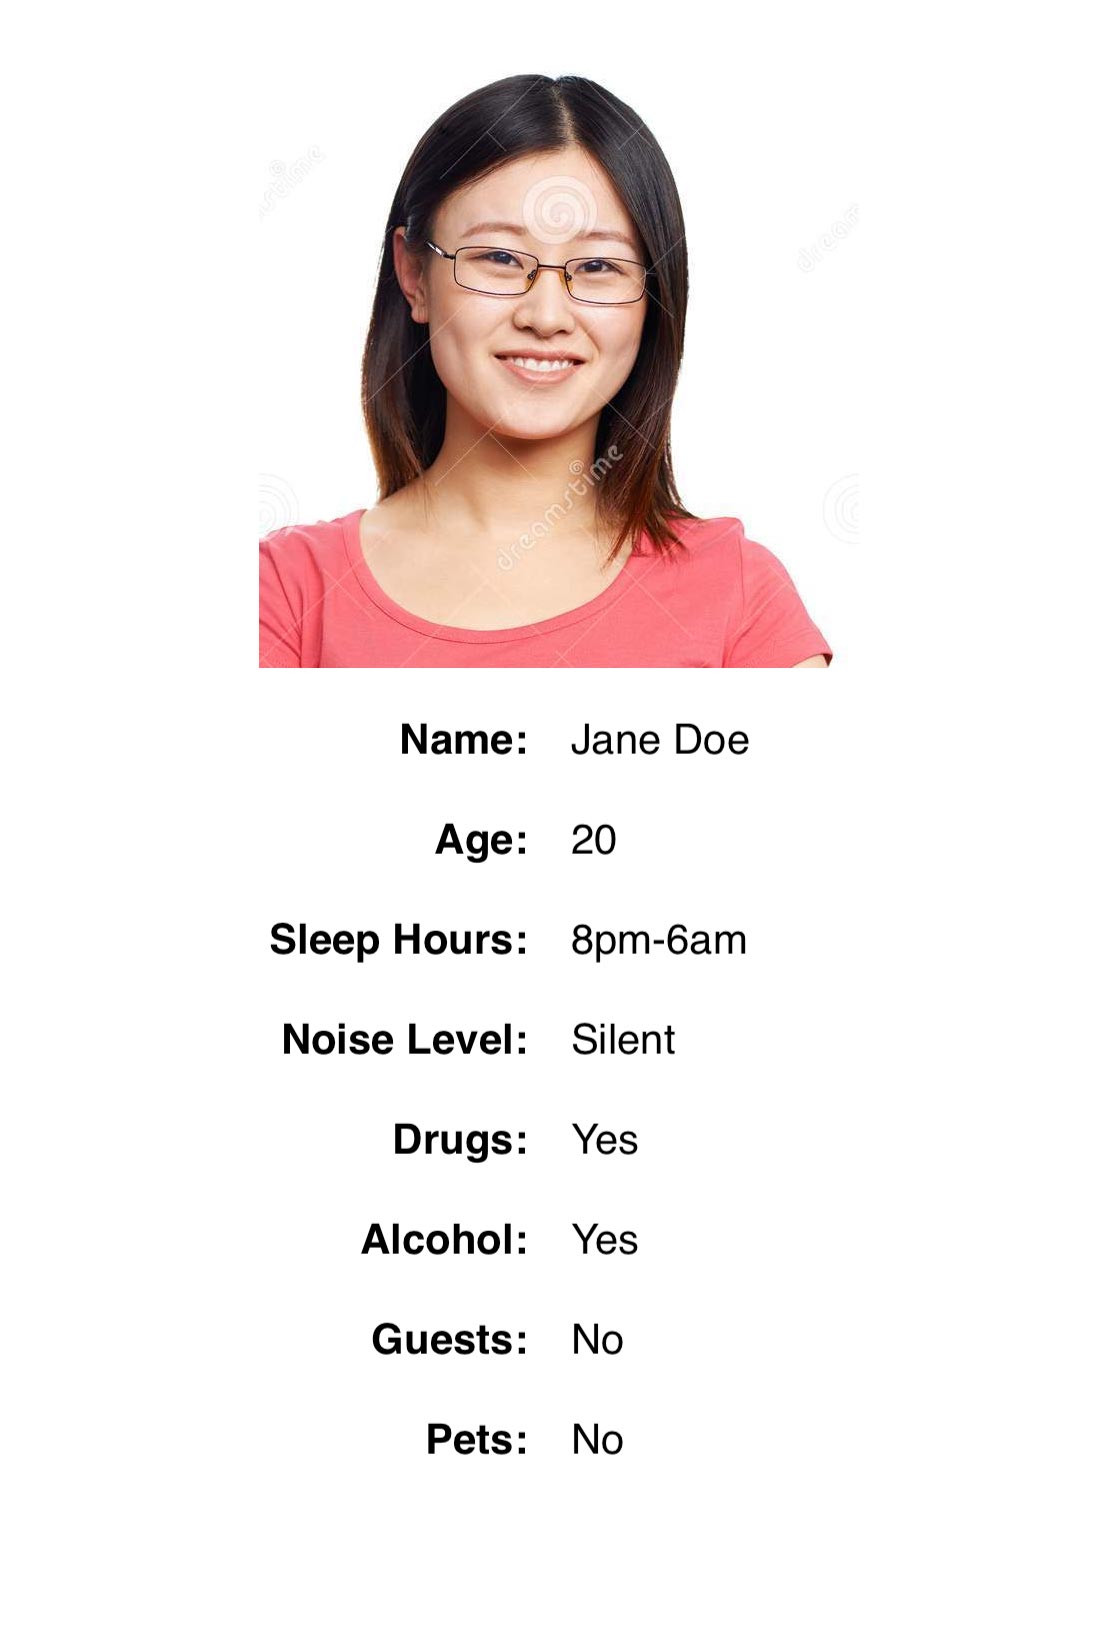 dreamstime
Name: Jane Doe
Age: 20
Sleep Hours: 8pm-6am
Noise Level: Silent
Drugs: Yes
Alcohol: Yes
Guests: No
Pets: No